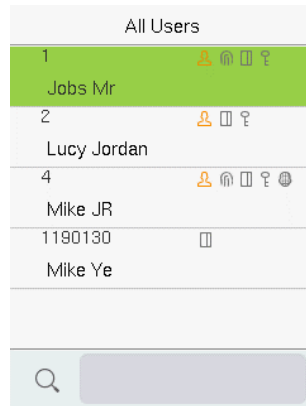 All Users
1
Jobs Mr
2
Lucy Jordan
4
Mike JR
1190130
Mike Ye